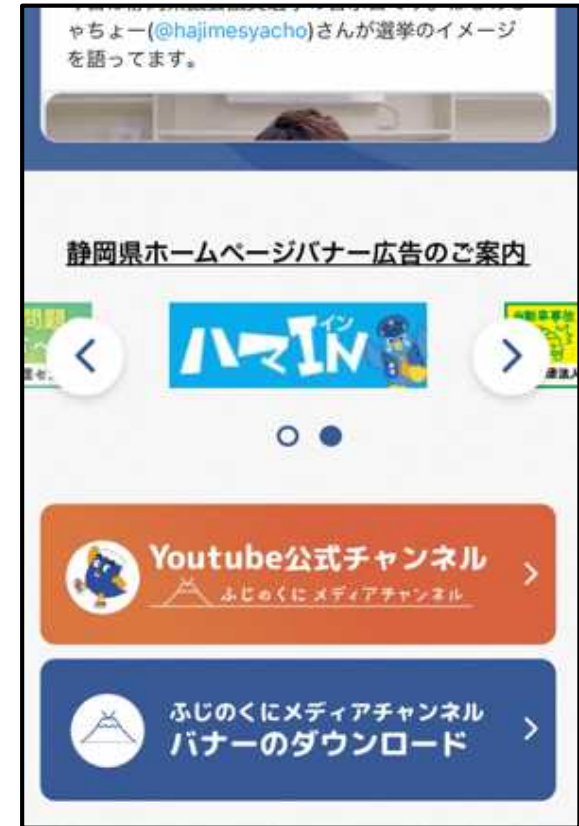 ゃちょー(@hajimesyacho)さんが選挙のイメージ
を語ってます。
静岡県ホームページバナー広告のご案内
ハマIN
イン
Youtube公式チャンネル
ふじのくに メディアチャンネル
ふじのくにメディアチャンネル
バナーのダウンロード